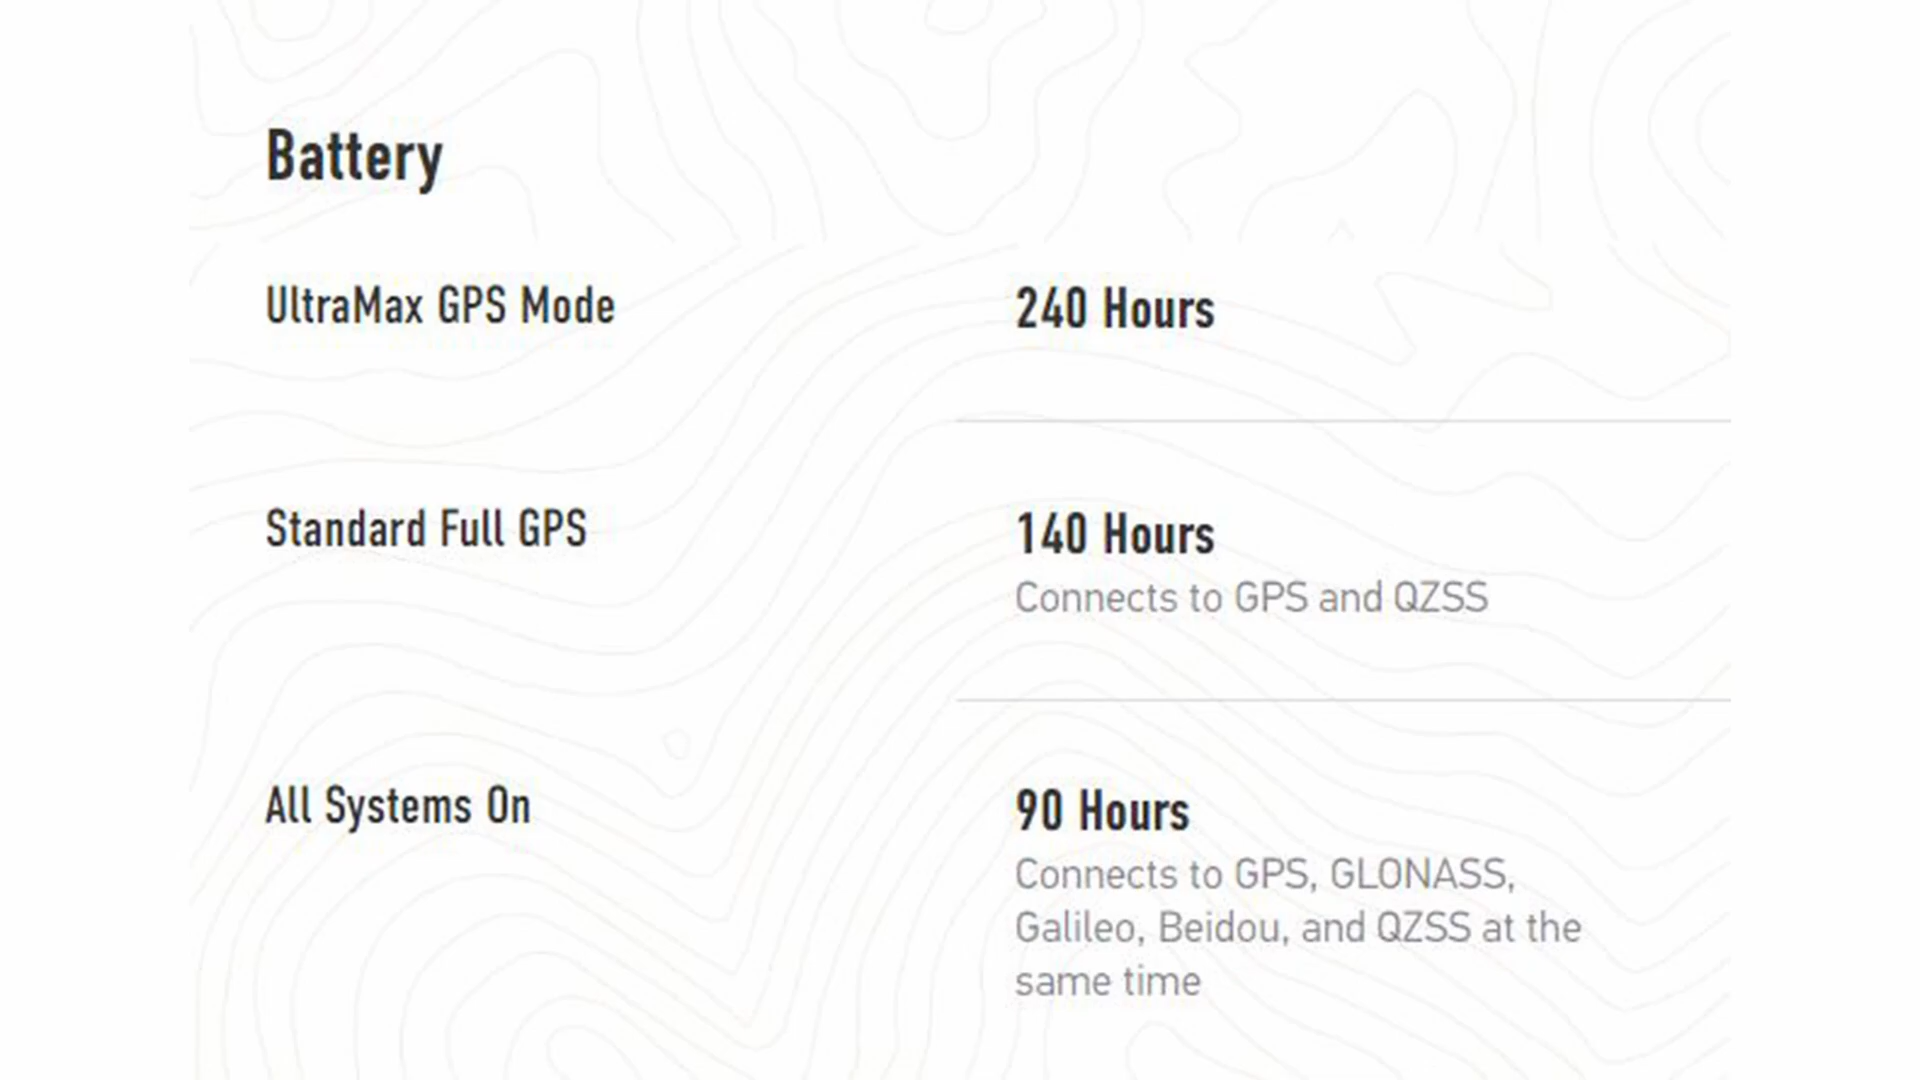 Battery
UltraMax GPS Mode
240 Hours
Standard Full GPS
140 Hours
Connects to GPS and QZSS
All Systems On
90 Hours
Connects to GPS, GLONASS,
Galileo, Beidou, and QZSS at the
same time